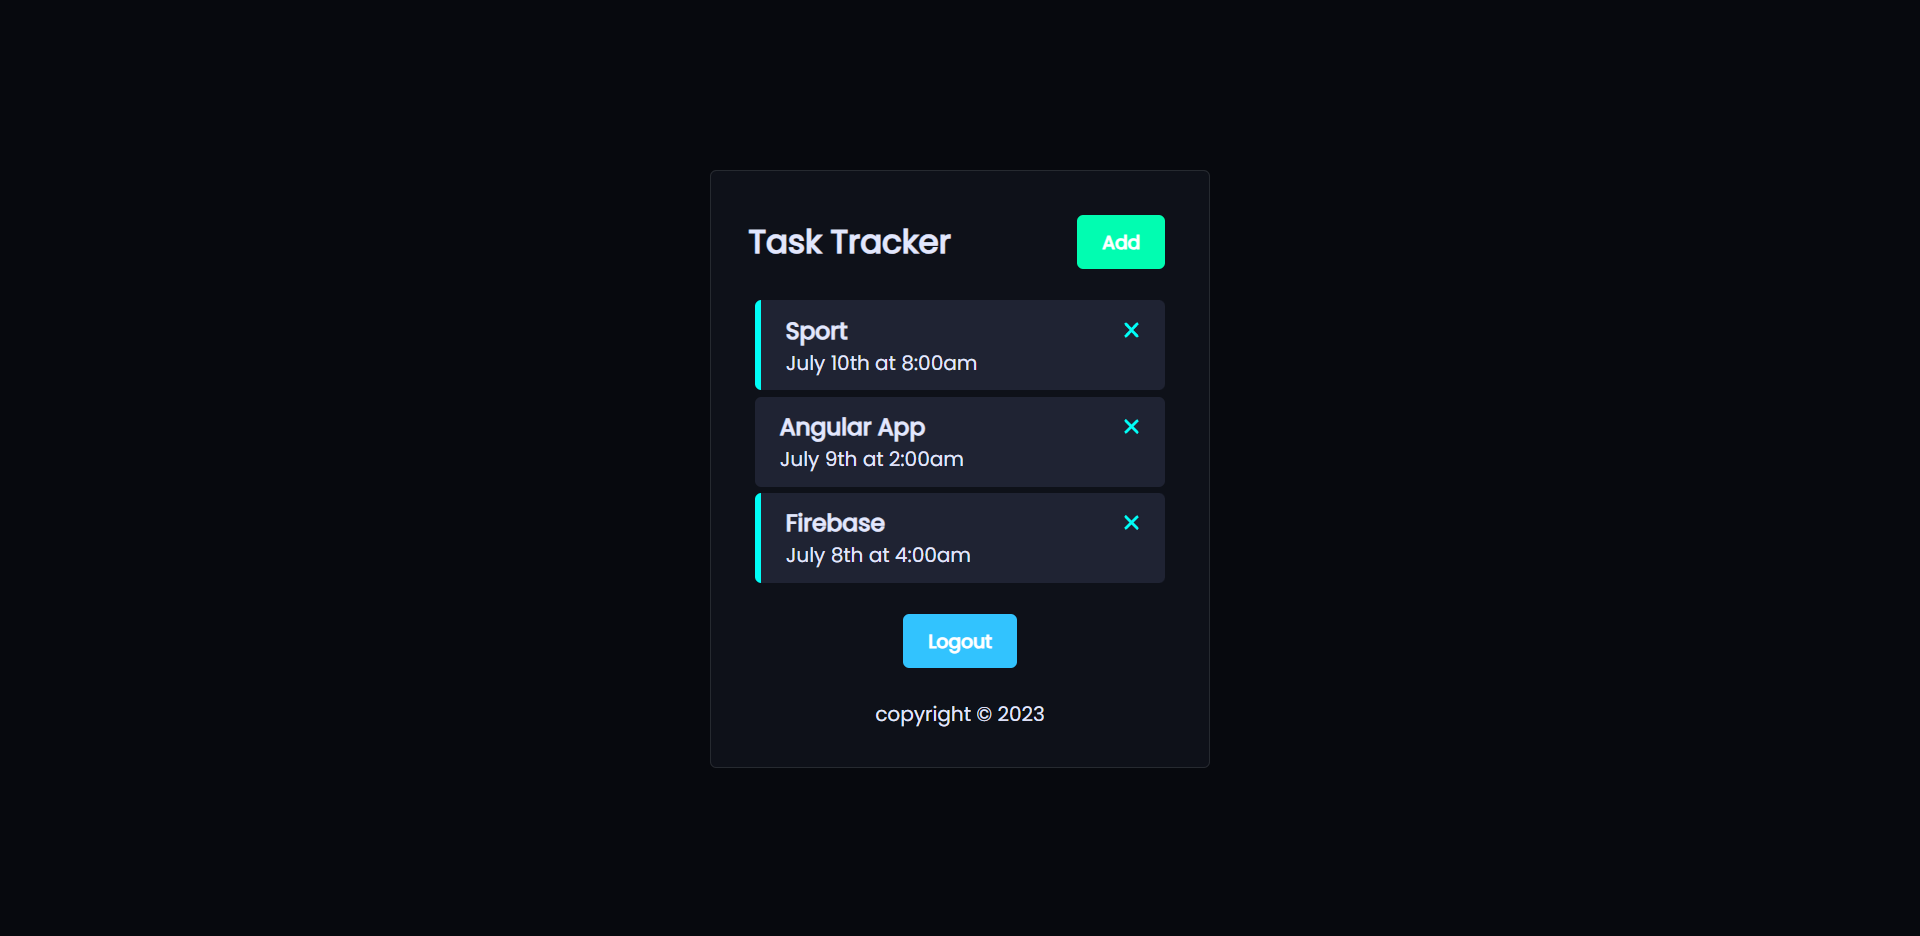 Task Tracker
Add
Sport
July 10th at 8:00am
Angular App
July 9th at 2:00am
Firebase
July 8th at 4:00am
Logout
copyright © 2023